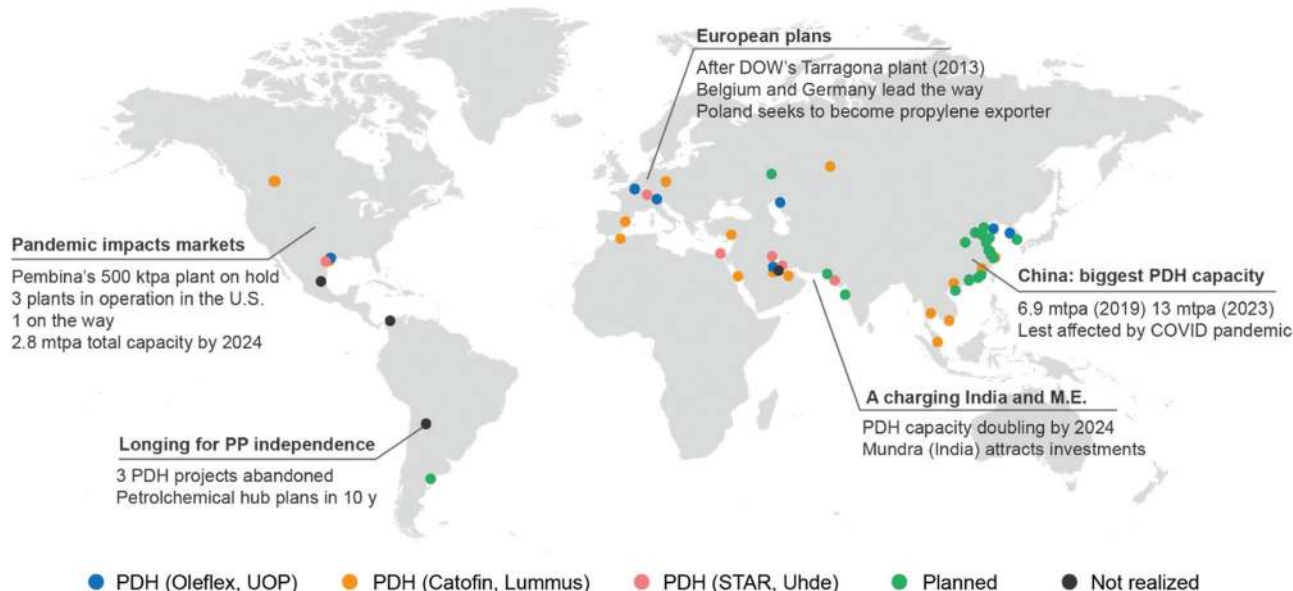 European plans
After DOW's Tarragona plant (2013)
Belgium and Germany lead the way
Poland seeks to become propylene exporter
Pandemic impacts markets
Pembina's 500 ktpa plant on hold
3 plants in operation in the U.S.
1 on the way
2.8 mtpa total capacity by 2024
China: biggest PDH capacity
6.9 mtpa (2019) 13 mtpa (2023)
Lest affected by COVID pandemic
A charging India and M.E.
PDH capacity doubling by 2024
Mundra (India) attracts investments
Longing for PP independence
3 PDH projects abandoned
Petrolchemical hub plans in 10 y
PDH (Oleflex, UOP) PDH (Catofin, Lummus) PDH (STAR, Uhde) Planned Not realized